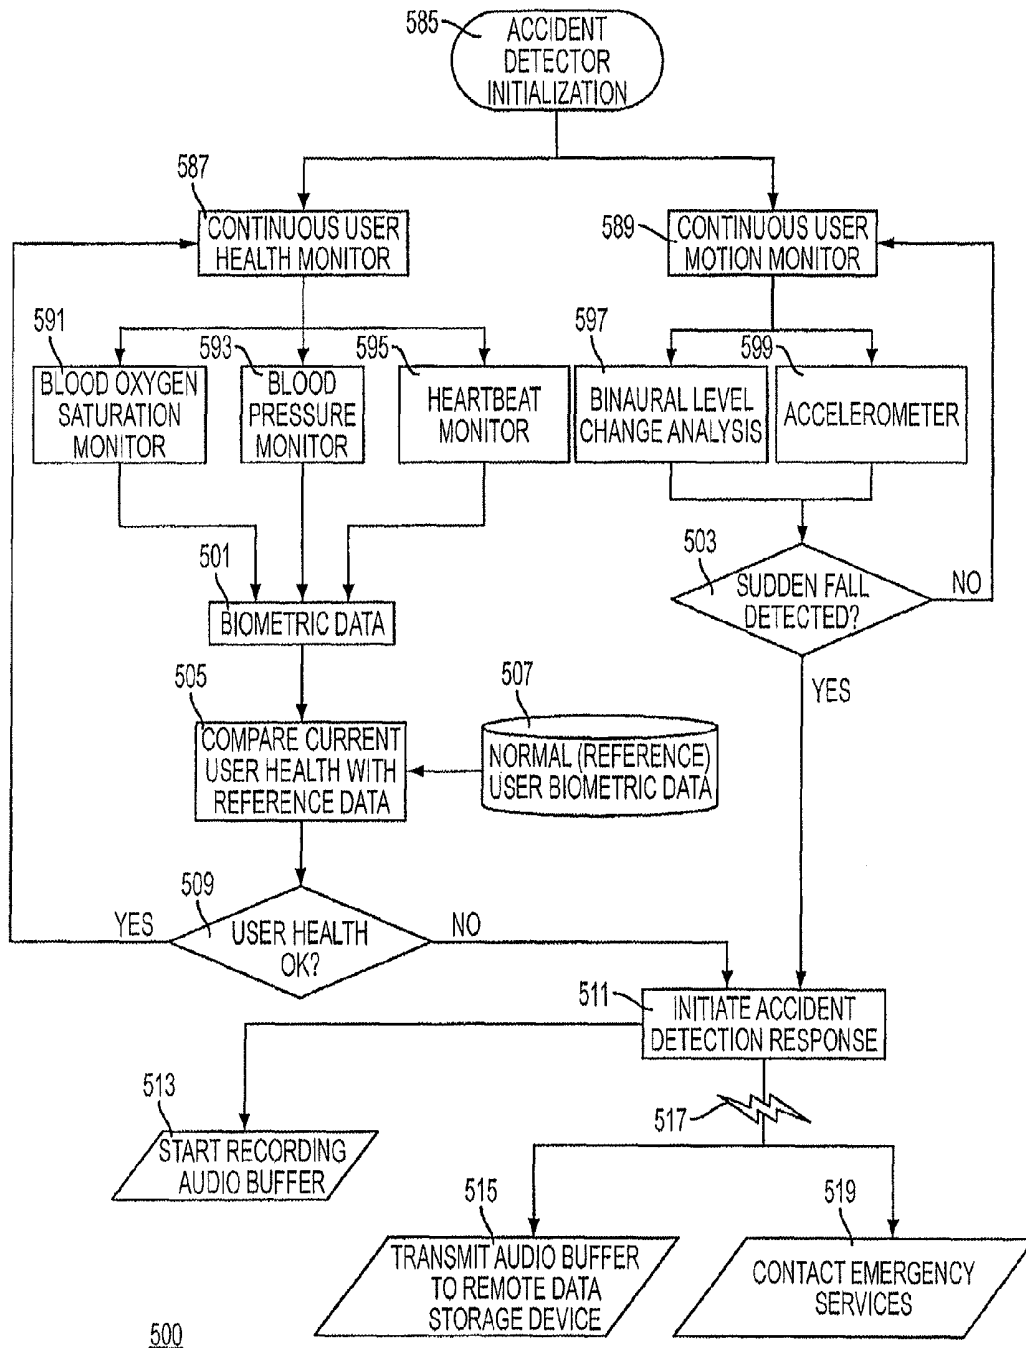 585
ACCIDENT
DETECTOR
INITIALIZATION
587
CONTINUOUS USER
HEALTH MONITOR
589
CONTINUOUS USER
MOTION MONITOR
591
BLOOD OXYGEN
SATURATION
MONITOR
593
BLOOD
PRESSURE
MONITOR
595
HEARTBEAT
MONITOR
597
BINAURAL LEVEL
CHANGE ANALYSIS
599
ACCELEROMETER
501
BIOMETRIC DATA
503
SUDDEN FALL
DETECTED?
NO
YES
505
COMPARE CURRENT
USER HEALTH WITH
REFERENCE DATA
507
NORMAL (REFERENCE)
USER BIOMETRIC DATA
509
USER HEALTH
OK?
YES
NO
511
INITIATE ACCIDENT
DETECTION RESPONSE
513
START RECORDING
AUDIO BUFFER
517
515
TRANSMIT AUDIO BUFFER
TO REMOTE DATA
STORAGE DEVICE
519
CONTACT EMERGENCY
SERVICES
500